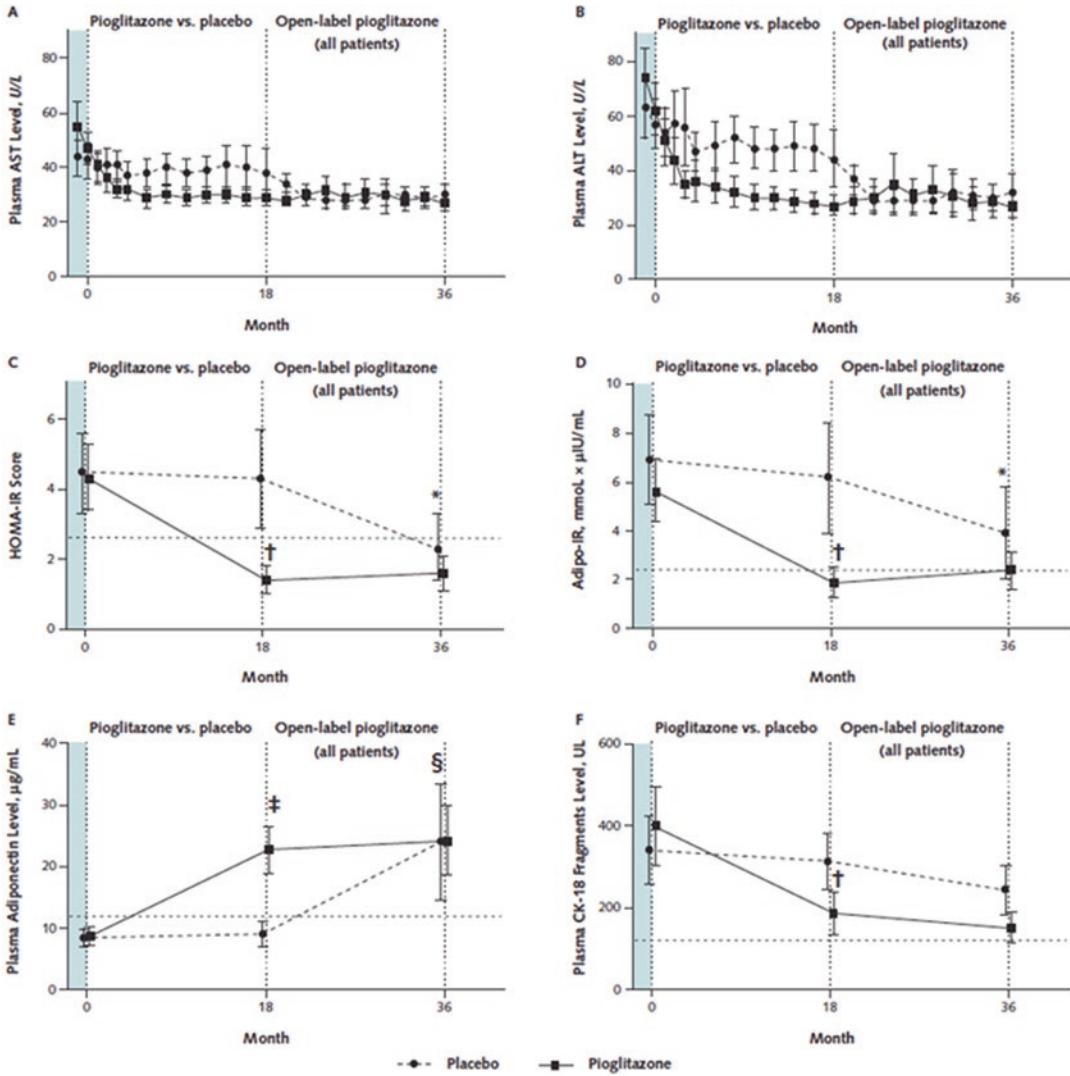 A
Pioglitazone vs. placebo
Open-label pioglitazone
(all patients)
Plasma AST Level, U/L
80
60
40
20
0
0
18
36
Month
B
Pioglitazone vs. placebo
Open-label pioglitazone
(all patients)
Plasma ALT Level, U/L
80
60
40
20
0
0
18
36
Month
C
Pioglitazone vs. placebo
Open-label pioglitazone
(all patients)
HOMA-IR Score
6
4
2
0
†
*
0
18
36
Month
D
Pioglitazone vs. placebo
Open-label pioglitazone
(all patients)
Adipo-IR, mmoL × µIU/mL
10
8
6
4
2
0
†
*
0
18
36
Month
E
Pioglitazone vs. placebo
Open-label pioglitazone
(all patients)
Plasma Adiponectin Level, µg/mL
40
30
20
10
0
‡
§
0
18
36
Month
F
Pioglitazone vs. placebo
Open-label pioglitazone
(all patients)
Plasma CK-18 Fragments Level, UL
600
400
200
0
†
0
18
36
Month
Placebo
Pioglitazone